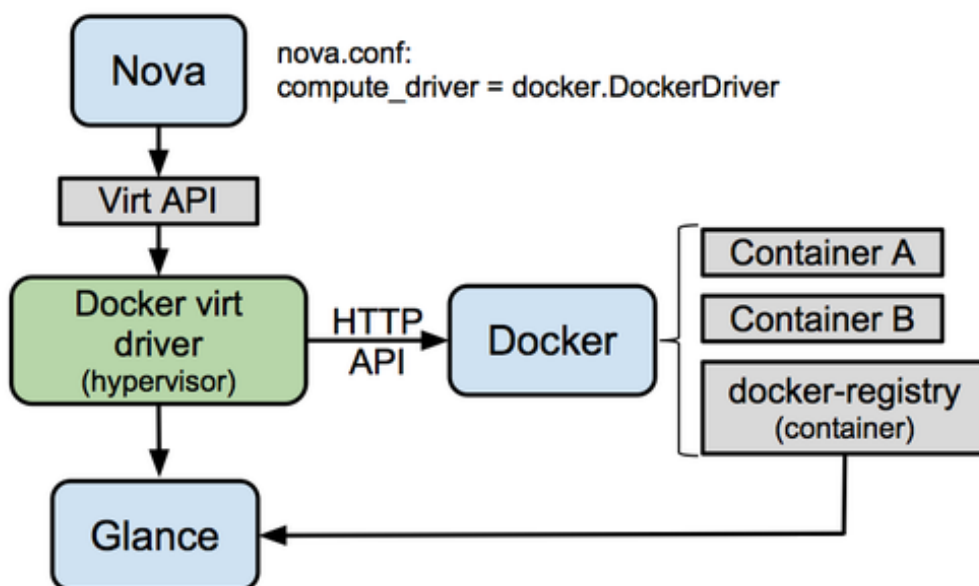 Nova
nova.conf:
compute_driver = docker.DockerDriver
Virt API
Docker virt
driver
(hypervisor)
HTTP
API
Docker
Container A
Container B
docker-registry
(container)
Glance